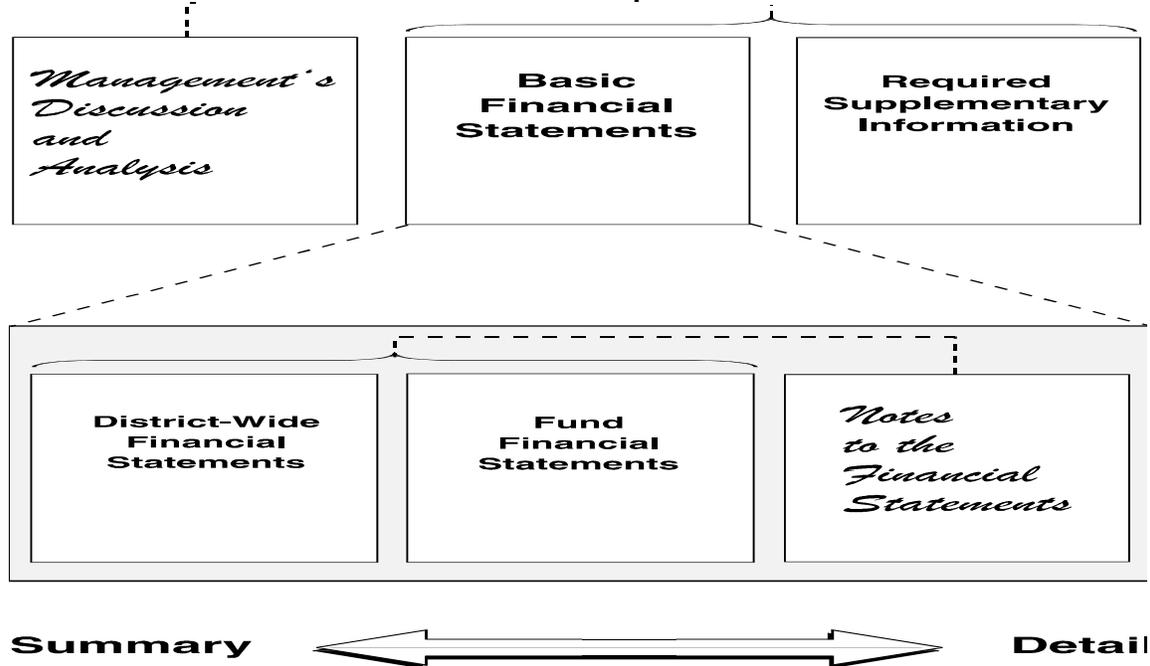 Management's
Discussion
and
Analysis
Basic
Financial
Statements
Required
Supplementary
Information
District-Wide
Financial
Statements
Fund
Financial
Statements
Notes
to the
Financial
Statements
Summary
Detail